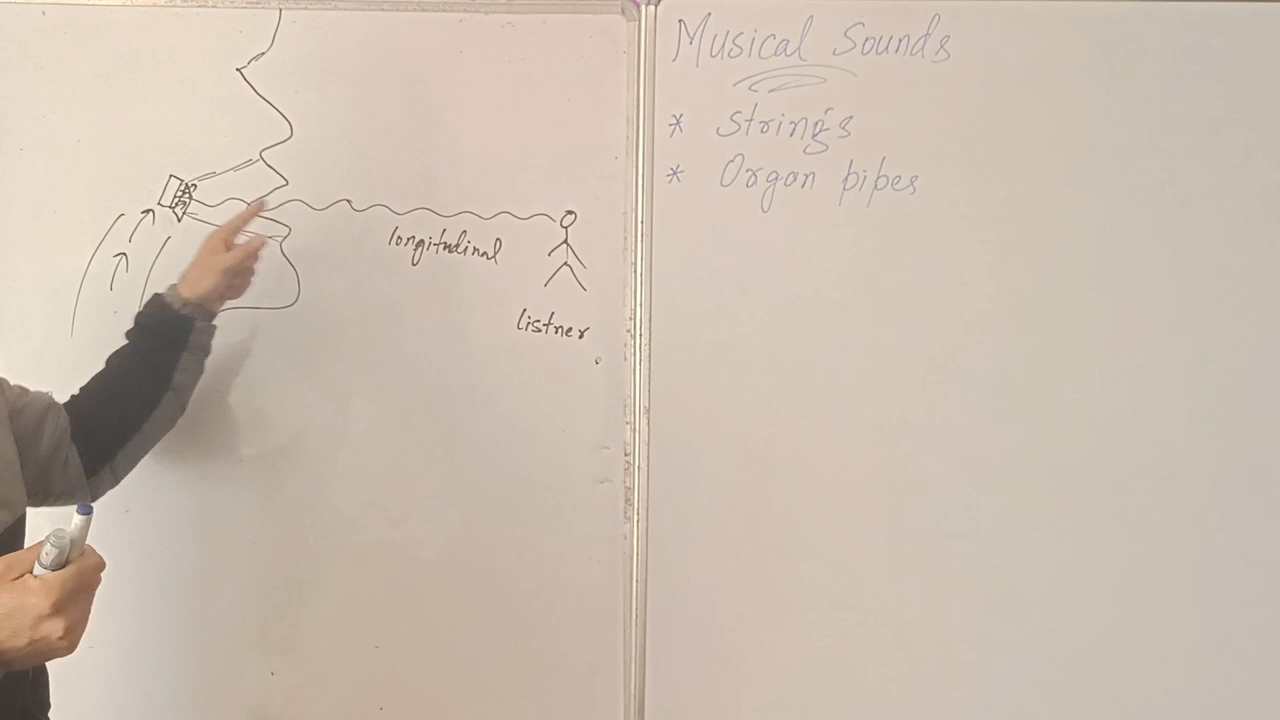 longitudinal
listner
Musical Sounds
* Strings
* Organ pipes